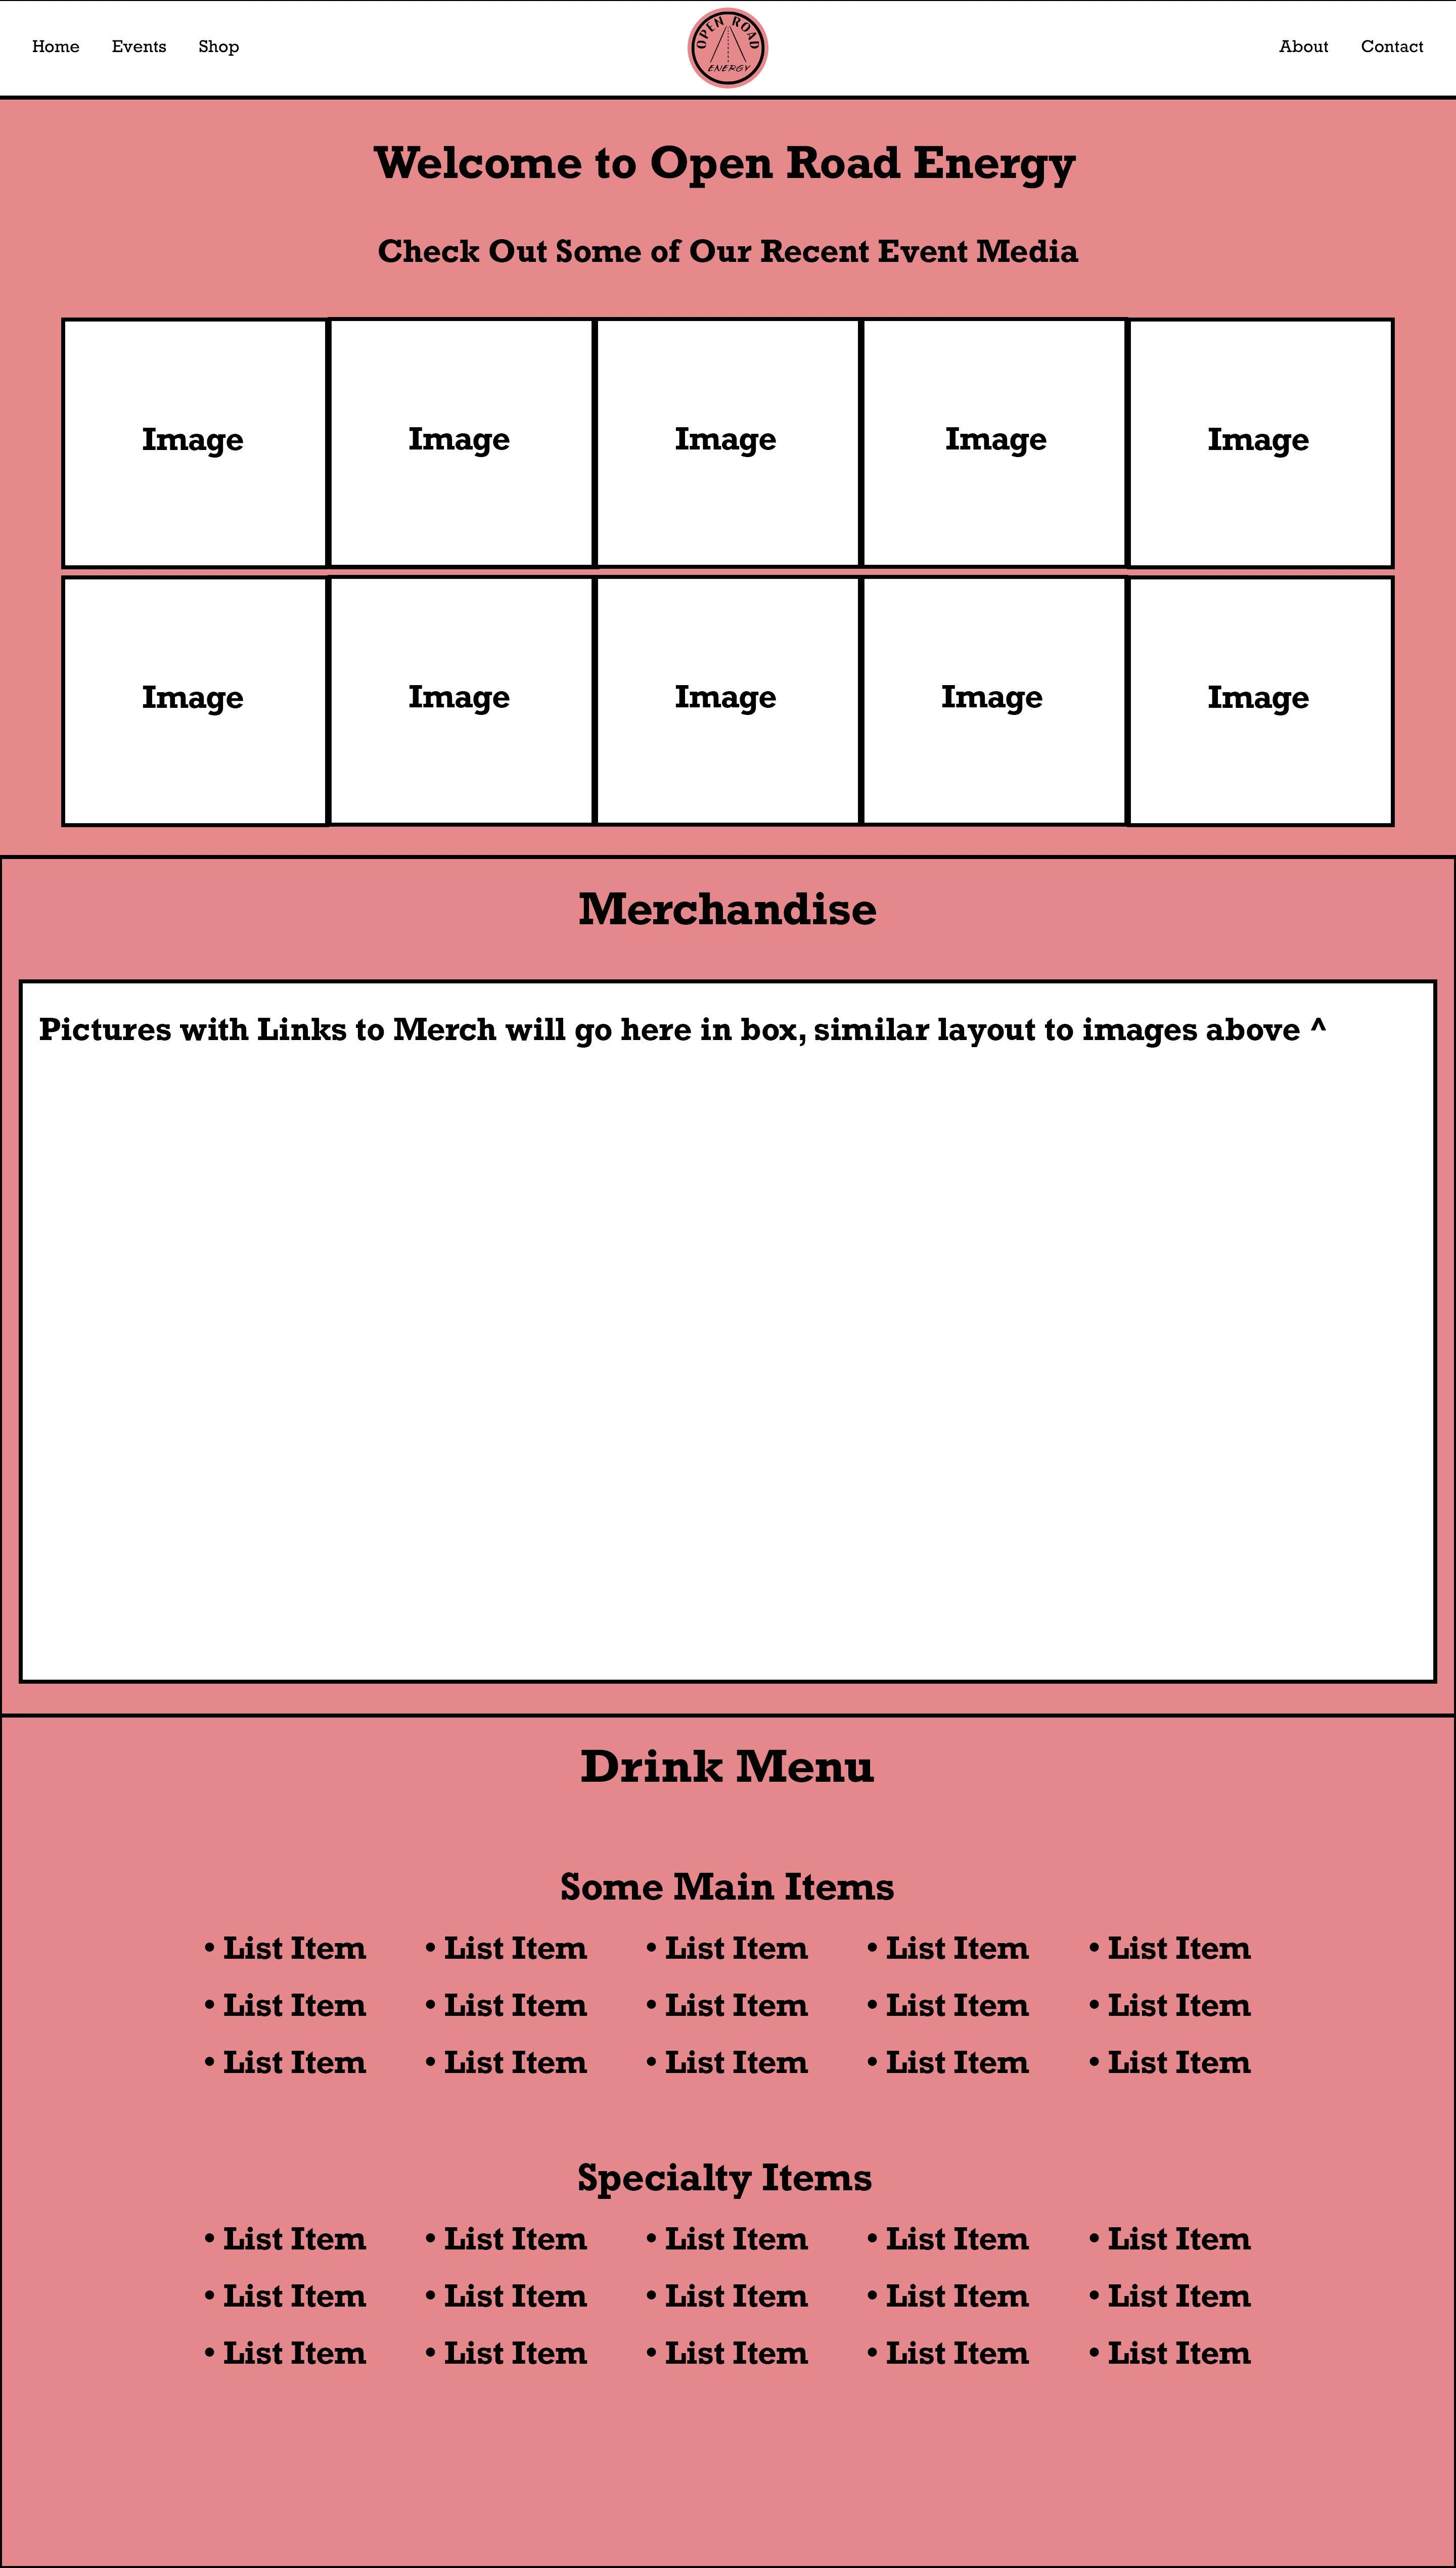 Home Events Shop OPEN ROAD ENERGY About Contact
Welcome to Open Road Energy
Check Out Some of Our Recent Event Media
Image Image Image Image Image
Image Image Image Image Image
Merchandise
Pictures with Links to Merch will go here in box, similar layout to images above ^
Drink Menu
Some Main Items
• List Item • List Item • List Item • List Item • List Item
• List Item • List Item • List Item • List Item • List Item
• List Item • List Item • List Item • List Item • List Item
Specialty Items
• List Item • List Item • List Item • List Item • List Item
• List Item • List Item • List Item • List Item • List Item
• List Item • List Item • List Item • List Item • List Item